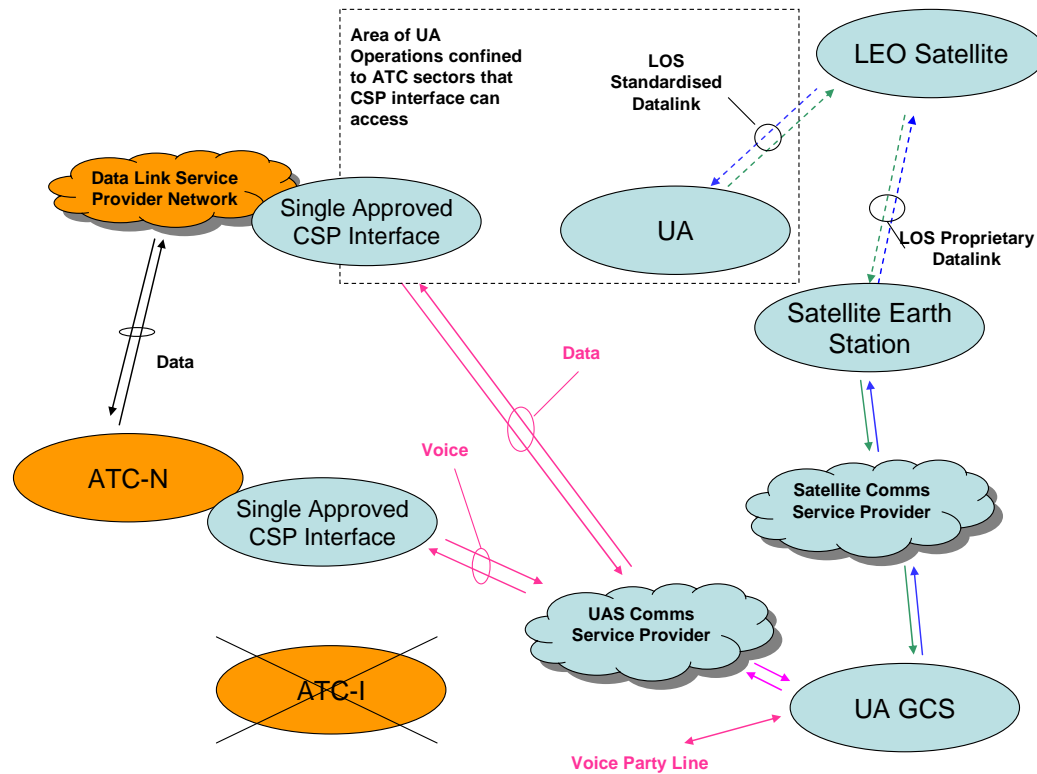 Area of UA
Operations confined
to ATC sectors that
CSP interface can
access
LOS
Standardised
Datalink
LEO Satellite
Data Link Service
Provider Network
Single Approved
CSP Interface
UA
LOS Proprietary
Datalink
Satellite Earth
Station
Data
Data
Voice
ATC-N
Single Approved
CSP Interface
Satellite Comms
Service Provider
UAS Comms
Service Provider
ATC-I
UA GCS
Voice Party Line